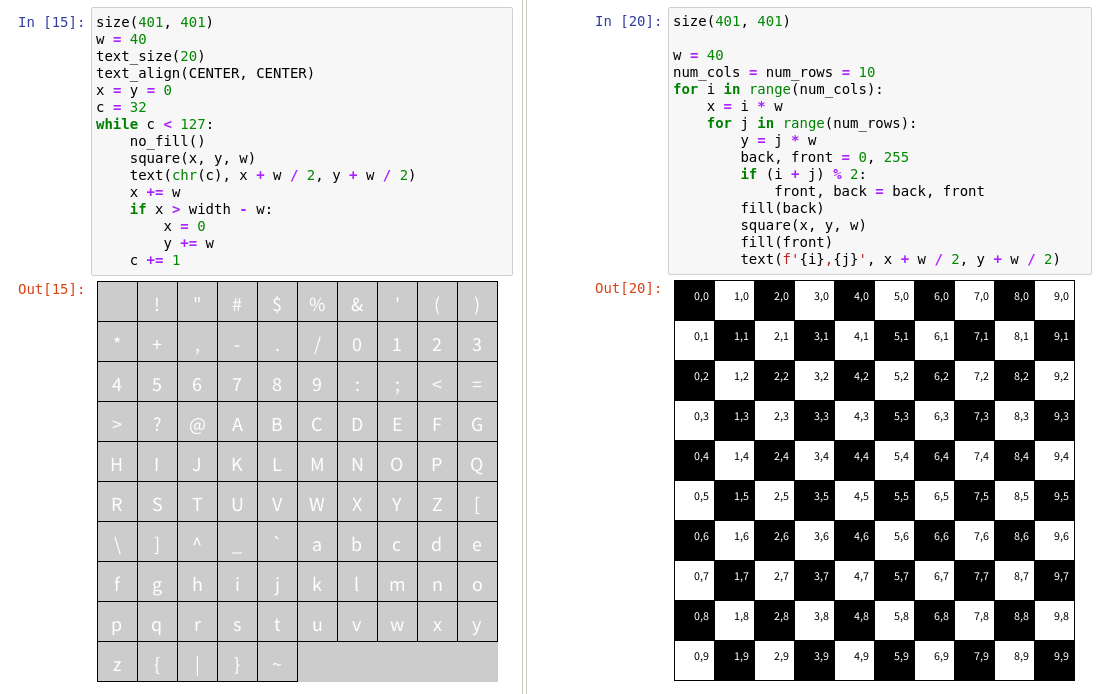 In [15]:
size(401, 401)
w = 40
text_size(20)
text_align(CENTER, CENTER)
x = y = 0
c = 32
while c < 127:
    no_fill()
    square(x, y, w)
    text(chr(c), x + w / 2, y + w / 2)
    x += w
    if x > width - w:
        x = 0
        y += w
    c += 1
Out[15]:
! " # $ % & ' ( )
* + , - . / 0 1 2 3
4 5 6 7 8 9 : ; < =
> ? @ A B C D E F G
H I J K L M N O P Q
R S T U V W X Y Z [
\ ] ^ _ ` a b c d e
f g h i j k l m n o
p q r s t u v w x y
z { | } ~
In [20]:
size(401, 401)
w = 40
num_cols = num_rows = 10
for i in range(num_cols):
    x = i * w
    for j in range(num_rows):
        y = j * w
        back, front = 0, 255
        if (i + j) % 2:
            front, back = back, front
        fill(back)
        square(x, y, w)
        fill(front)
        text(f'{i},{j}', x + w / 2, y + w / 2)
Out[20]:
0,0 1,0 2,0 3,0 4,0 5,0 6,0 7,0 8,0 9,0
0,1 1,1 2,1 3,1 4,1 5,1 6,1 7,1 8,1 9,1
0,2 1,2 2,2 3,2 4,2 5,2 6,2 7,2 8,2 9,2
0,3 1,3 2,3 3,3 4,3 5,3 6,3 7,3 8,3 9,3
0,4 1,4 2,4 3,4 4,4 5,4 6,4 7,4 8,4 9,4
0,5 1,5 2,5 3,5 4,5 5,5 6,5 7,5 8,5 9,5
0,6 1,6 2,6 3,6 4,6 5,6 6,6 7,6 8,6 9,6
0,7 1,7 2,7 3,7 4,7 5,7 6,7 7,7 8,7 9,7
0,8 1,8 2,8 3,8 4,8 5,8 6,8 7,8 8,8 9,8
0,9 1,9 2,9 3,9 4,9 5,9 6,9 7,9 8,9 9,9